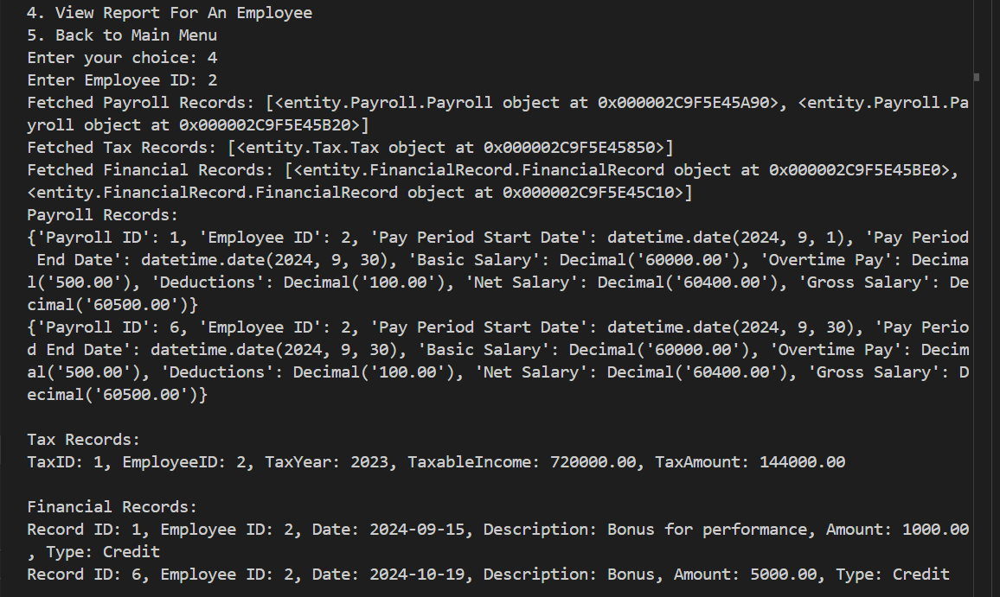 4. View Report For An Employee
5. Back to Main Menu
Enter your choice: 4
Enter Employee ID: 2
Fetched Payroll Records: [<entity.Payroll.Payroll object at 0x000002C9F5E45A90>, <entity.Payroll.Pa
yroll object at 0x000002C9F5E45B20>]
Fetched Tax Records: [<entity.Tax.Tax object at 0x000002C9F5E45850>]
Fetched Financial Records: [<entity.FinancialRecord.FinancialRecord object at 0x000002C9F5E45BE0>,
<entity.FinancialRecord.FinancialRecord object at 0x000002C9F5E45C10>]
Payroll Records:
{'Payroll ID': 1, 'Employee ID': 2, 'Pay Period Start Date': datetime.date(2024, 9, 1), 'Pay Period
 End Date': datetime.date(2024, 9, 30), 'Basic Salary': Decimal('60000.00'), 'Overtime Pay': Decima
l('500.00'), 'Deductions': Decimal('100.00'), 'Net Salary': Decimal('60400.00'), 'Gross Salary': De
cimal('60500.00')}
{'Payroll ID': 6, 'Employee ID': 2, 'Pay Period Start Date': datetime.date(2024, 9, 30), 'Pay Perio
d End Date': datetime.date(2024, 9, 30), 'Basic Salary': Decimal('60000.00'), 'Overtime Pay': Decim
al('500.00'), 'Deductions': Decimal('100.00'), 'Net Salary': Decimal('60400.00'), 'Gross Salary': D
ecimal('60500.00')}

Tax Records:
TaxID: 1, EmployeeID: 2, TaxYear: 2023, TaxableIncome: 720000.00, TaxAmount: 144000.00

Financial Records:
Record ID: 1, Employee ID: 2, Date: 2024-09-15, Description: Bonus for performance, Amount: 1000.00
, Type: Credit
Record ID: 6, Employee ID: 2, Date: 2024-10-19, Description: Bonus, Amount: 5000.00, Type: Credit